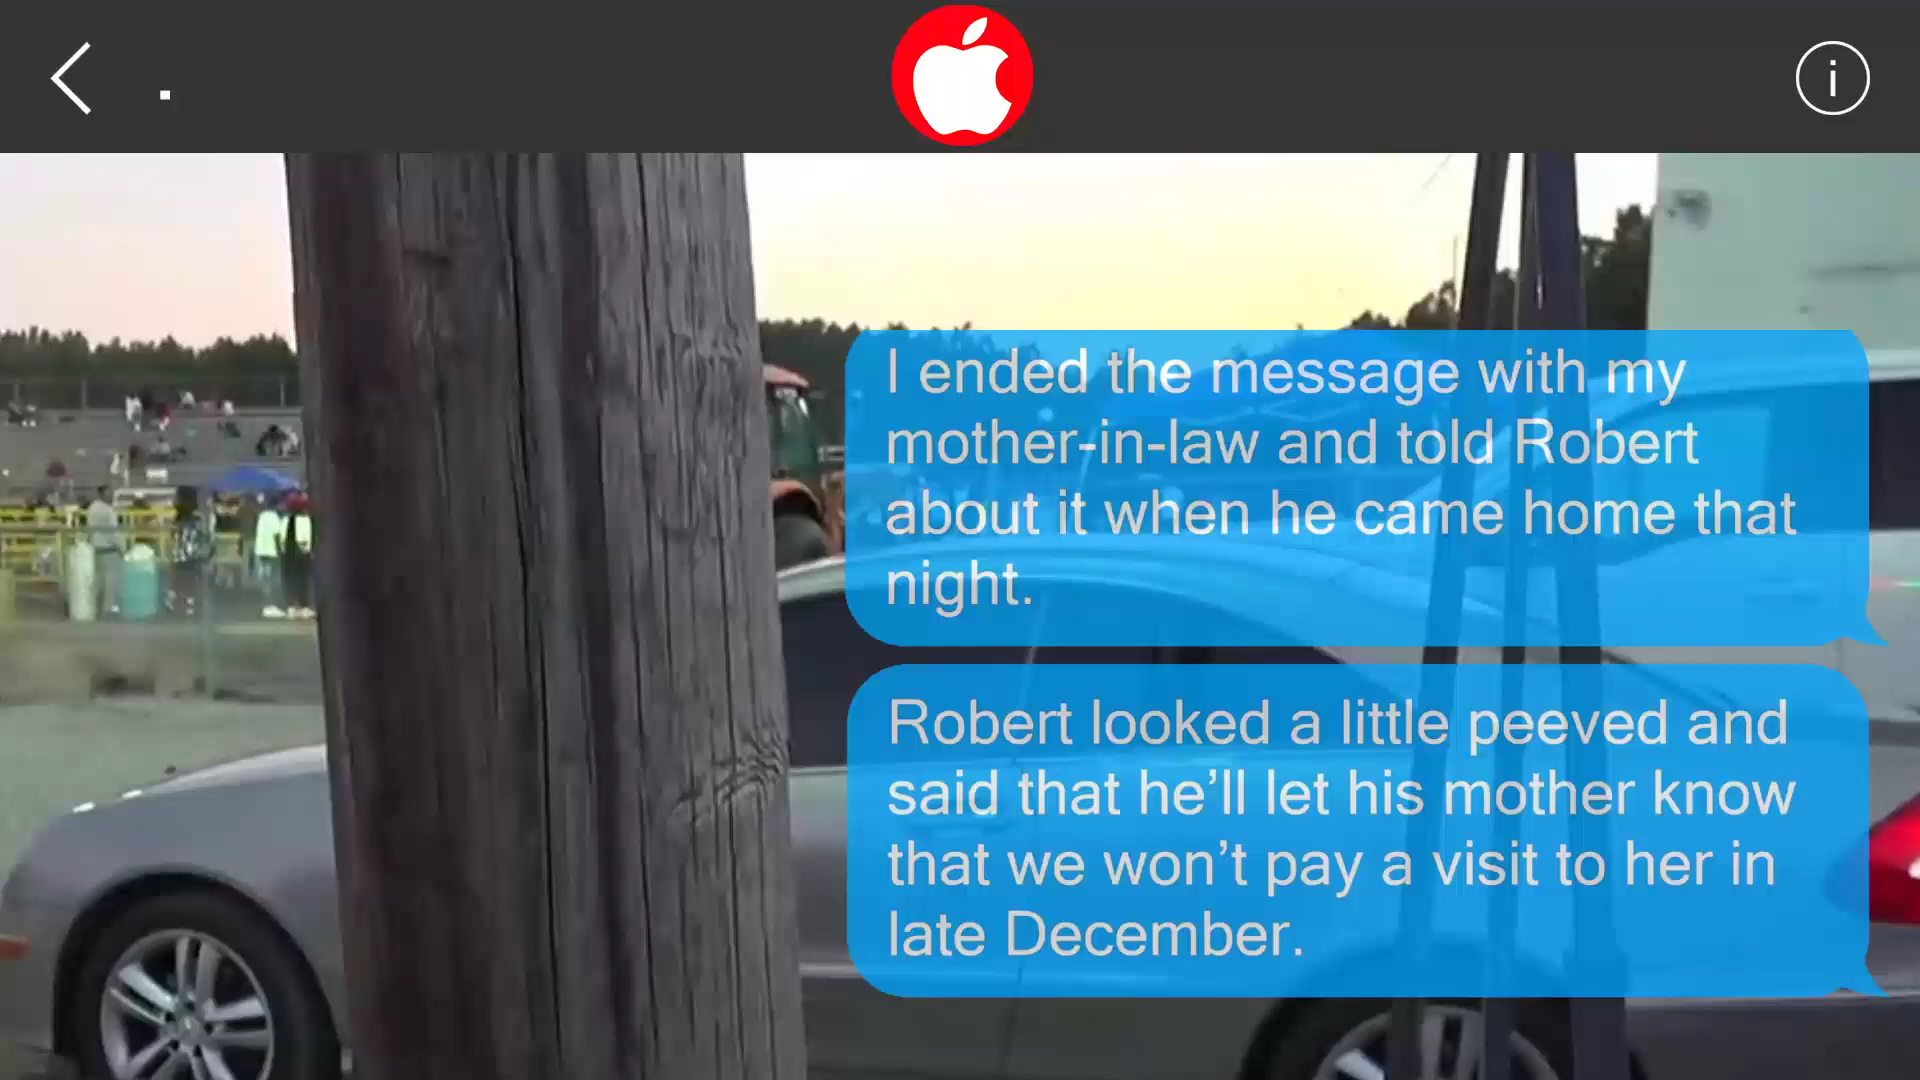 .
I ended the message with my
mother-in-law and told Robert
about it when he came home that
night.
Robert looked a little peeved and
said that he’ll let his mother know
that we won’t pay a visit to her in
late December.